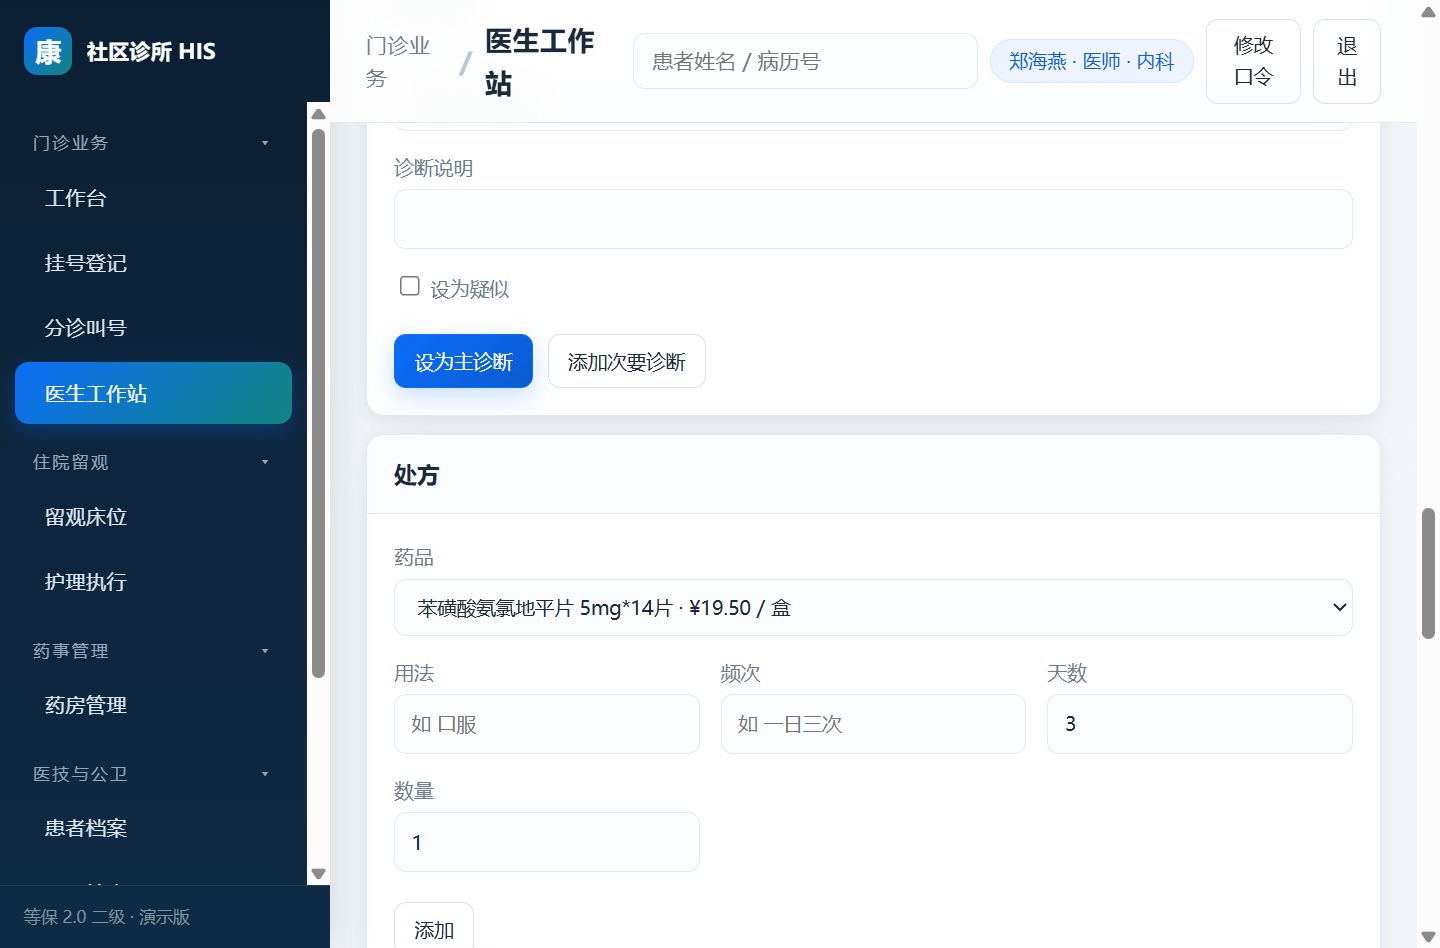 康 社区诊所 HIS
门诊业务
工作台
挂号登记
分诊叫号
医生工作站
住院留观
留观床位
护理执行
药事管理
药房管理
医技与公卫
患者档案
等保 2.0 二级 · 演示版
门诊业
务
/
医生工作
站
患者姓名 / 病历号
郑海燕 · 医师 · 内科
修改
口令
退
出
诊断说明
设为疑似
设为主诊断 添加次要诊断
处方
药品
苯磺酸氨氯地平片 5mg*14片 · ¥19.50 / 盒
用法 频次 天数
如 口服 如 一日三次 3
数量
1
添加